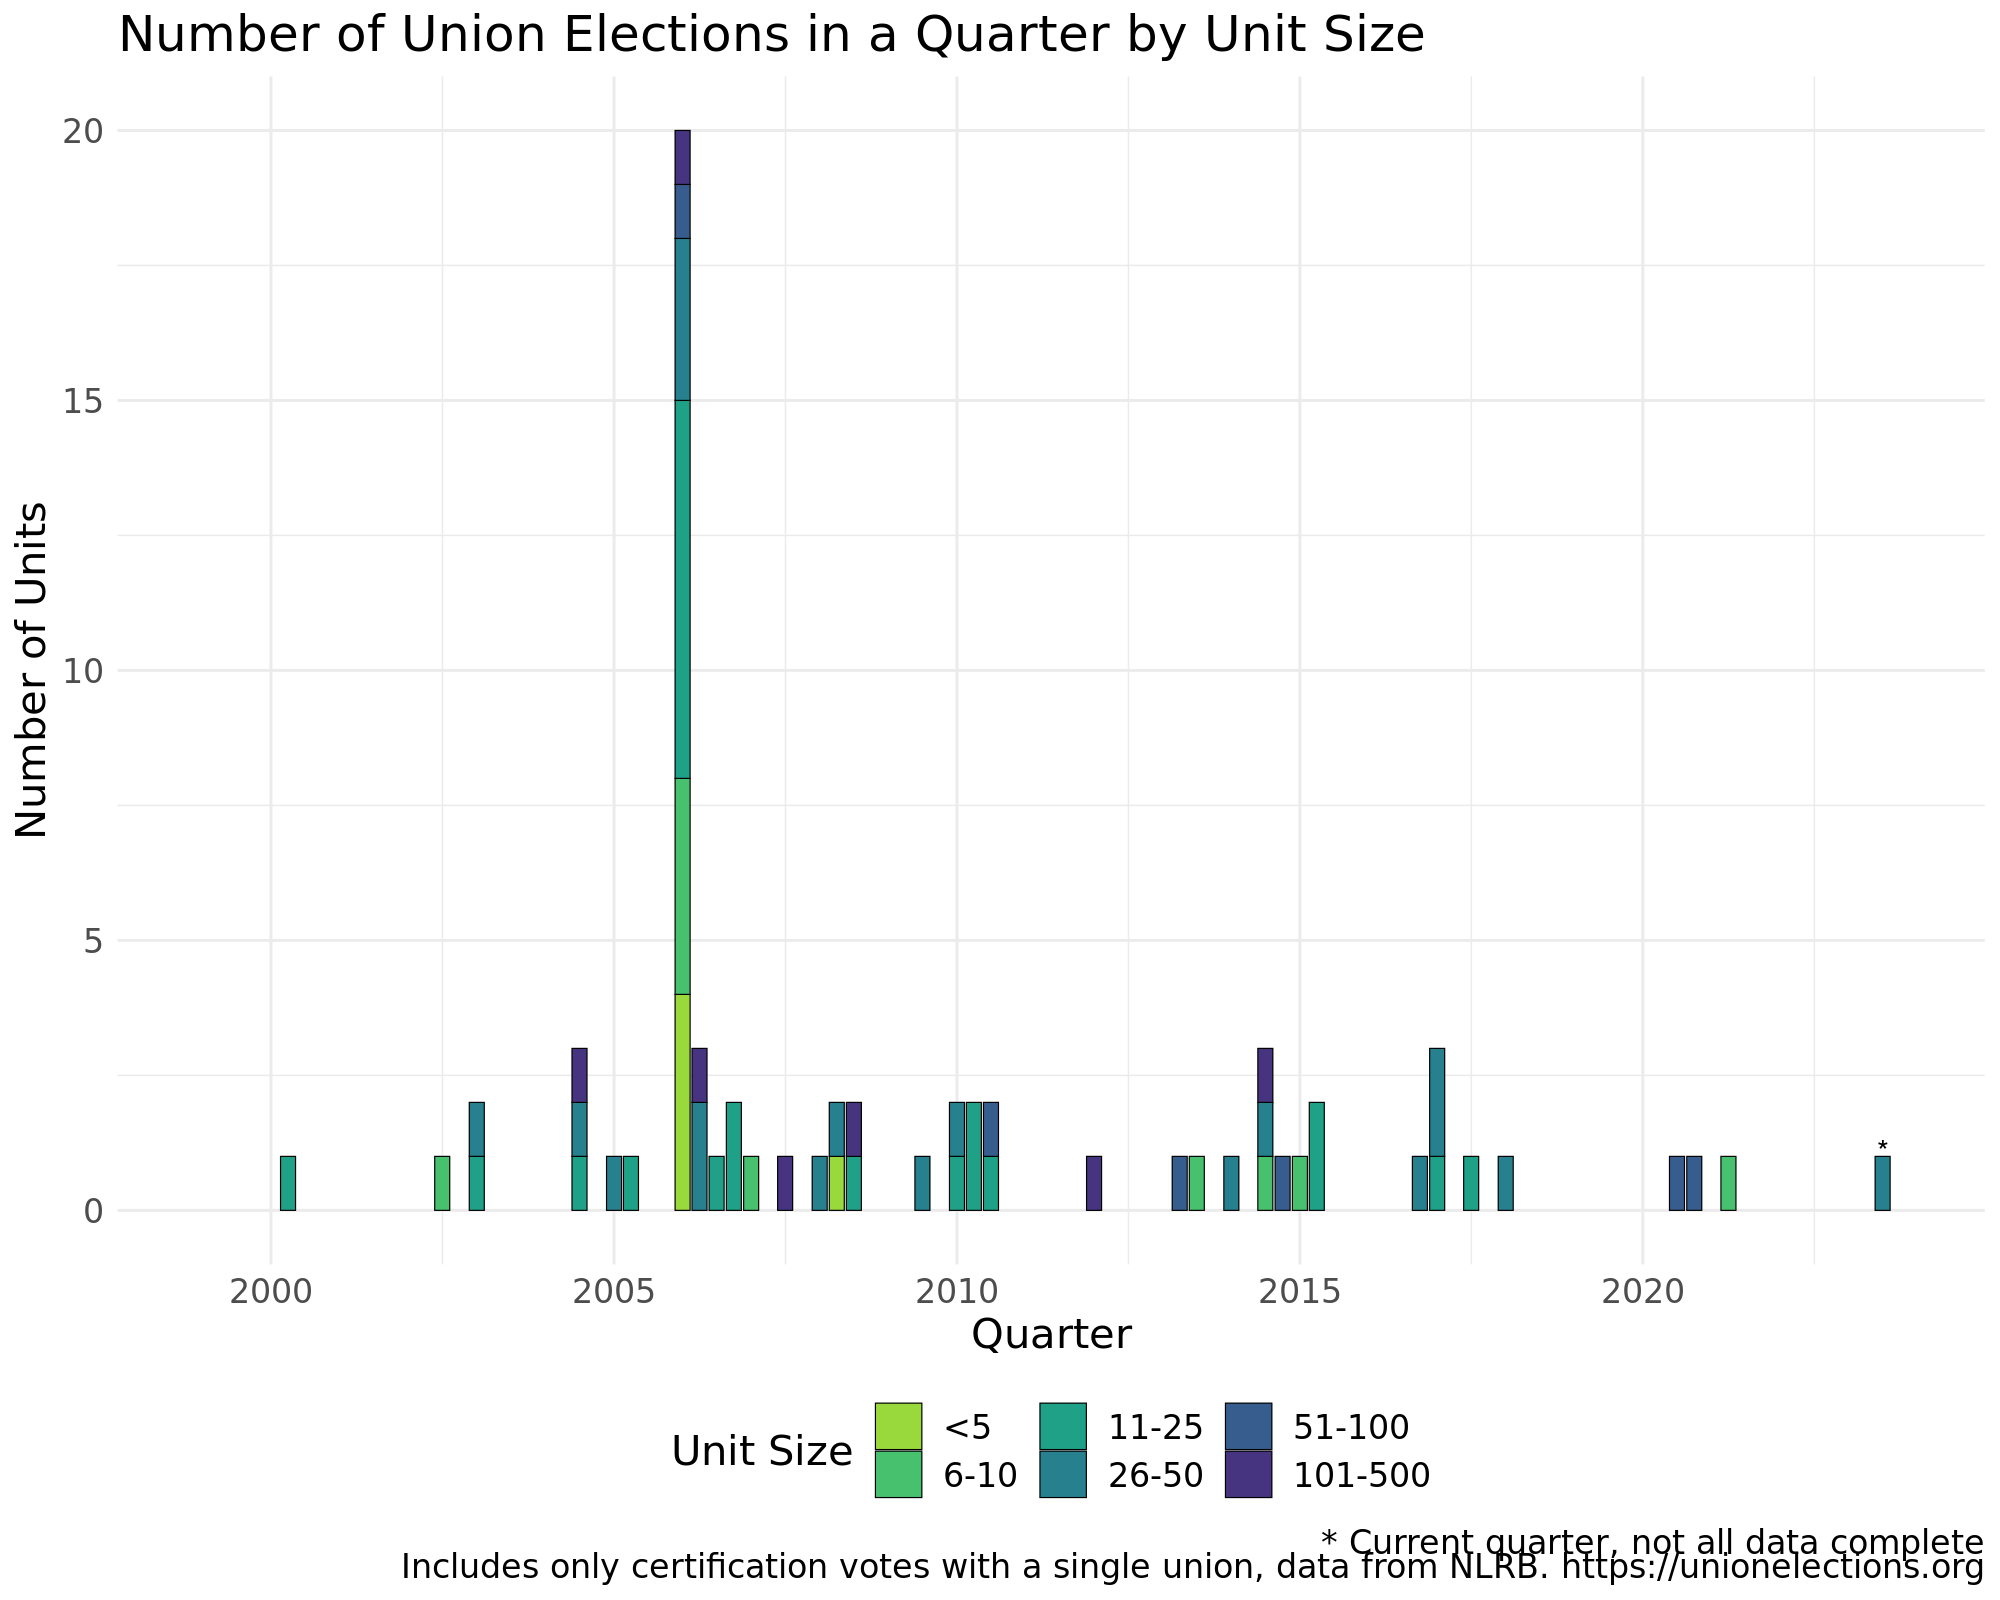 Number of Union Elections in a Quarter by Unit Size
Number of Units
20
15
10
5
0
*
2000 2005 2010 2015 2020
Quarter
Unit Size
<5 11-25 51-100
6-10 26-50 101-500
* Current quarter, not all data complete
Includes only certification votes with a single union, data from NLRB. https://unionelections.org